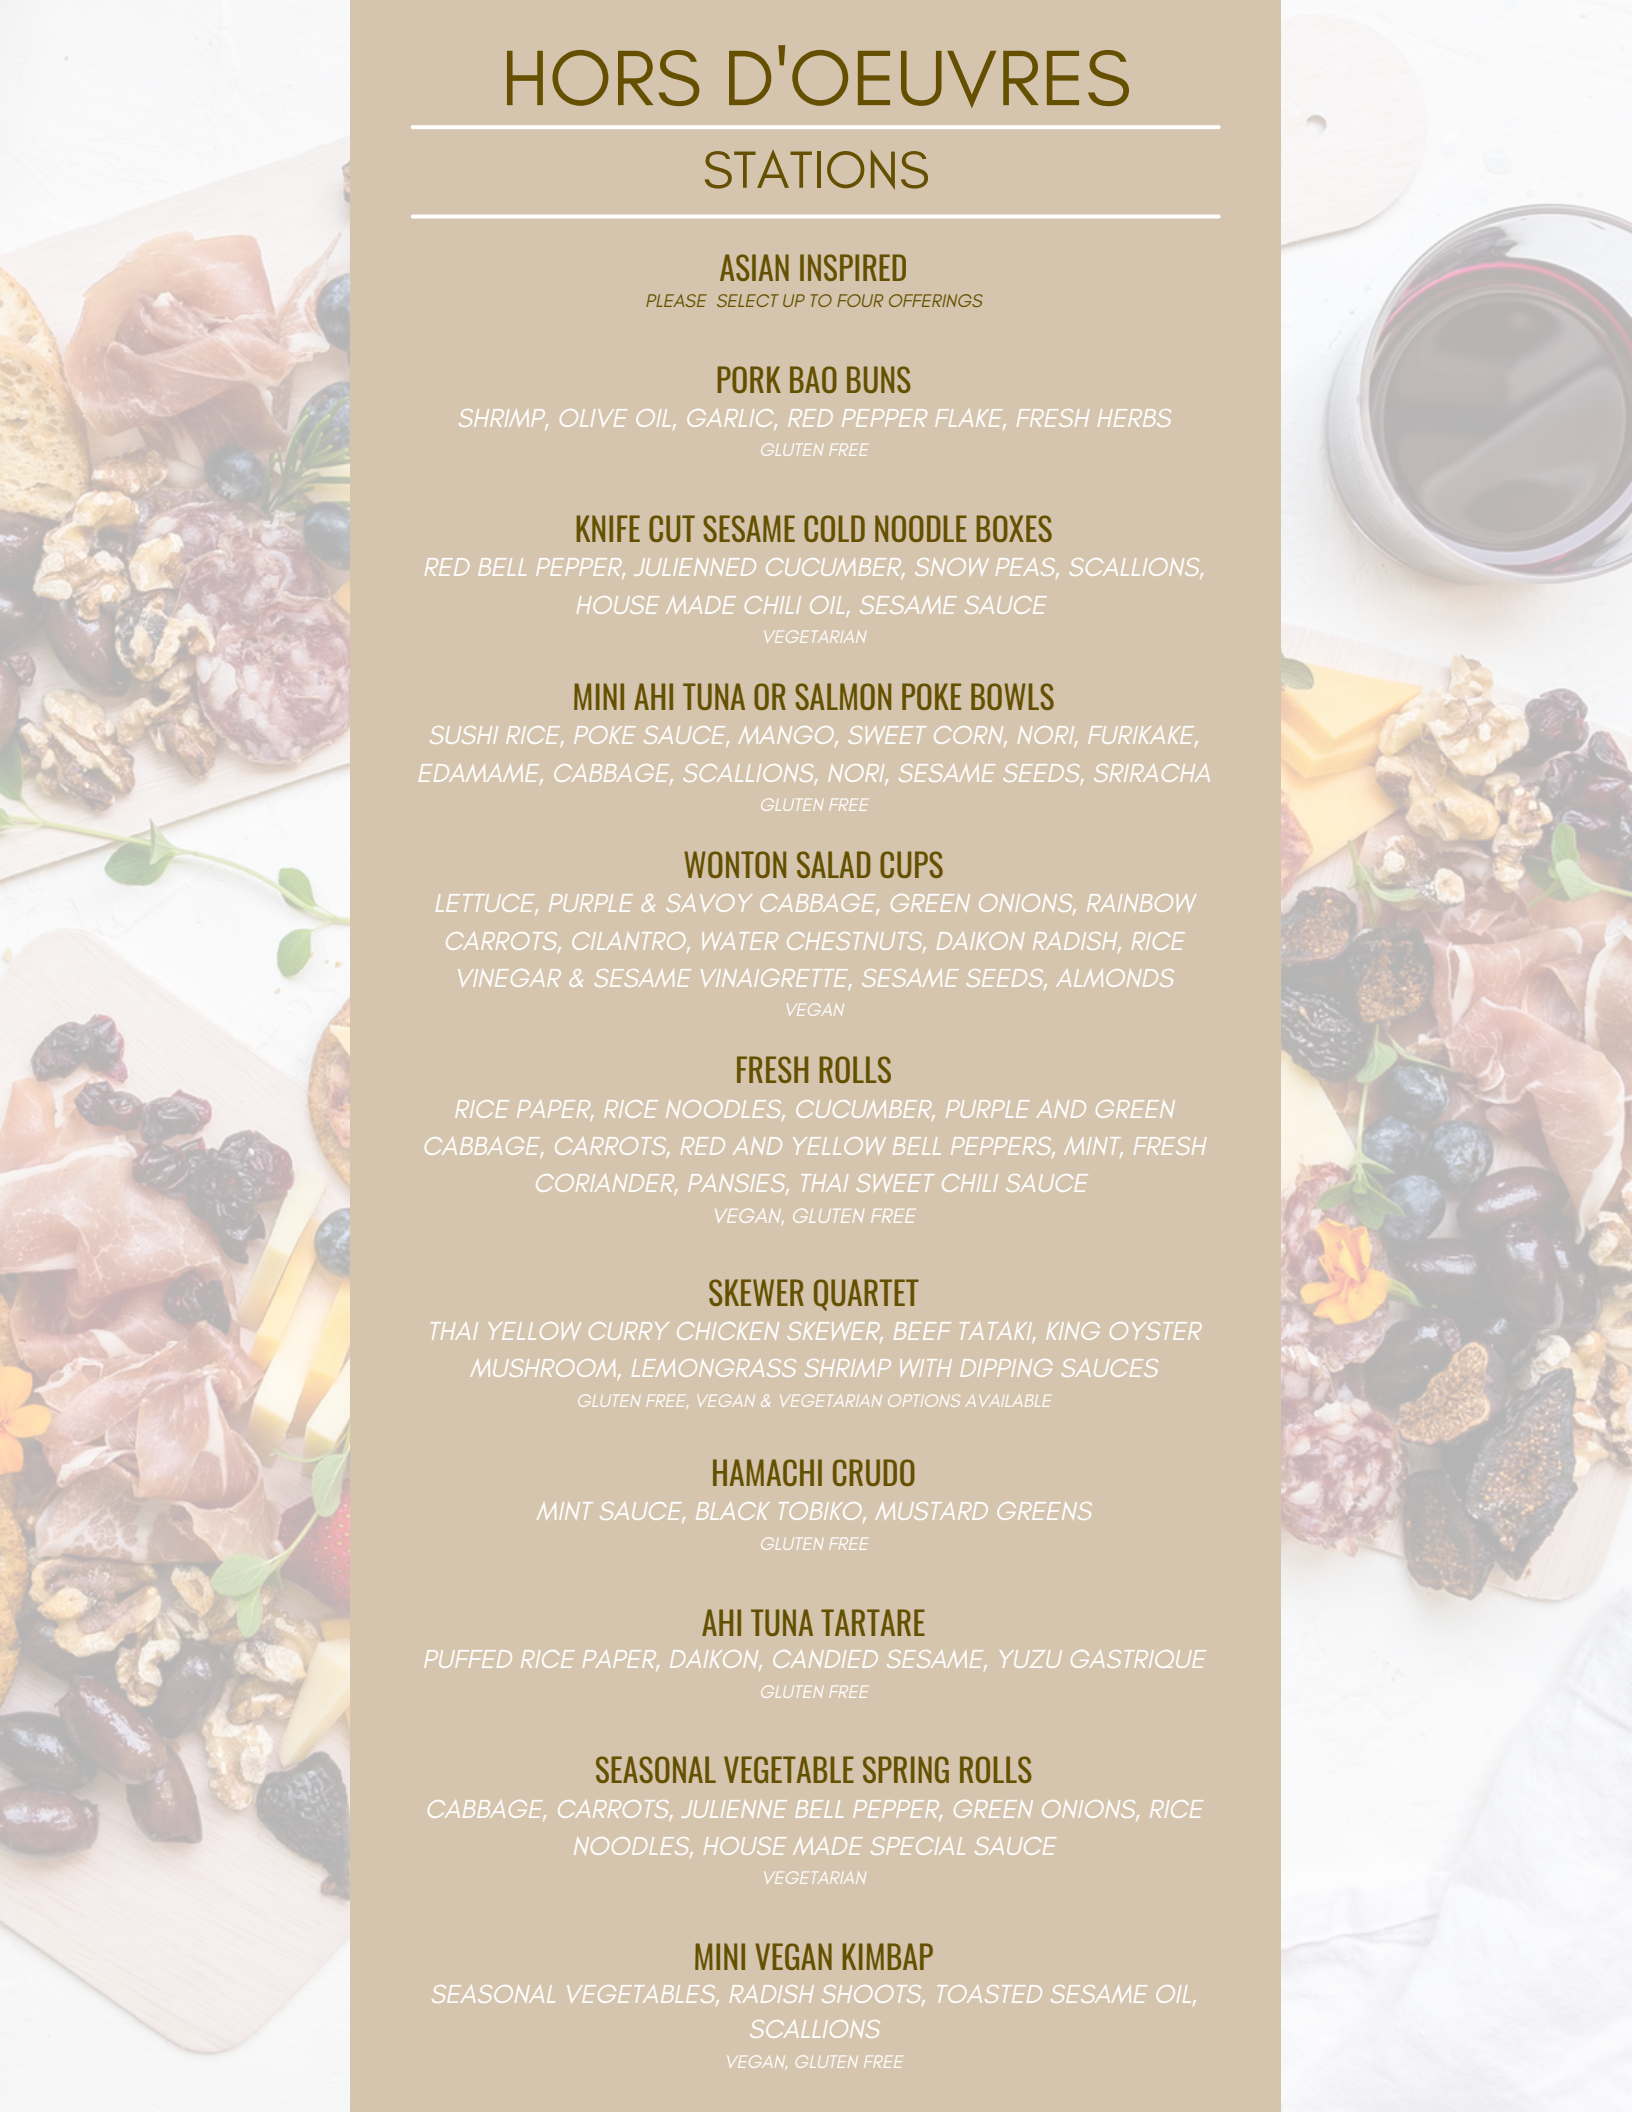 HORS D'OEUVRES
STATIONS
ASIAN INSPIRED
PLEASE SELECT UP TO FOUR OFFERINGS
PORK BAO BUNS
SHRIMP, OLIVE OIL, GARLIC, RED PEPPER FLAKE, FRESH HERBS
GLUTEN FREE
KNIFE CUT SESAME COLD NOODLE BOXES
RED BELL PEPPER, JULIENNED CUCUMBER, SNOW PEAS, SCALLIONS,
HOUSE MADE CHILI OIL, SESAME SAUCE
VEGETARIAN
MINI AHI TUNA OR SALMON POKE BOWLS
SUSHI RICE, POKE SAUCE, MANGO, SWEET CORN, NORI, FURIKAKE,
EDAMAME, CABBAGE, SCALLIONS, NORI, SESAME SEEDS, SRIRACHA
GLUTEN FREE
WONTON SALAD CUPS
LETTUCE, PURPLE & SAVOY CABBAGE, GREEN ONIONS, RAINBOW
CARROTS, CILANTRO, WATER CHESTNUTS, DAIKON RADISH, RICE
VINEGAR & SESAME VINAIGRETTE, SESAME SEEDS, ALMONDS
VEGAN
FRESH ROLLS
RICE PAPER, RICE NOODLES, CUCUMBER, PURPLE AND GREEN
CABBAGE, CARROTS, RED AND YELLOW BELL PEPPERS, MINT, FRESH
CORIANDER, PANSIES, THAI SWEET CHILI SAUCE
VEGAN, GLUTEN FREE
SKEWER QUARTET
THAI YELLOW CURRY CHICKEN SKEWER, BEEF TATAKI, KING OYSTER
MUSHROOM, LEMONGRASS SHRIMP WITH DIPPING SAUCES
GLUTEN FREE, VEGAN & VEGETARIAN OPTIONS AVAILABLE
HAMACHI CRUDO
MINT SAUCE, BLACK TOBIKO, MUSTARD GREENS
GLUTEN FREE
AHI TUNA TARTARE
PUFFED RICE PAPER, DAIKON, CANDIED SESAME, YUZU GASTRIQUE
GLUTEN FREE
SEASONAL VEGETABLE SPRING ROLLS
CABBAGE, CARROTS, JULIENNE BELL PEPPER, GREEN ONIONS, RICE
NOODLES, HOUSE MADE SPECIAL SAUCE
VEGETARIAN
MINI VEGAN KIMBAP
SEASONAL VEGETABLES, RADISH SHOOTS, TOASTED SESAME OIL,
SCALLIONS
VEGAN, GLUTEN FREE